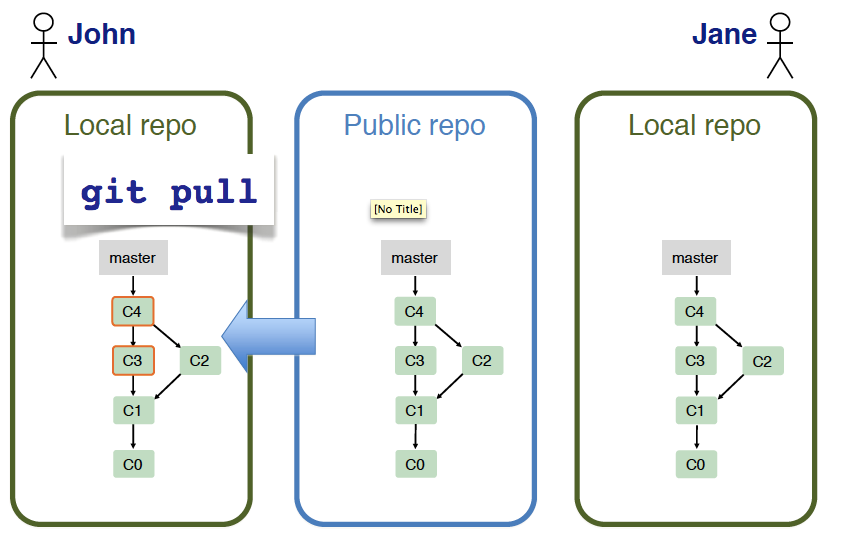 John
Jane
Local repo
git pull
master
C4
C3
C2
C1
C0
Public repo
[No Title]
master
C4
C3
C2
C1
C0
Local repo
master
C4
C3
C2
C1
C0